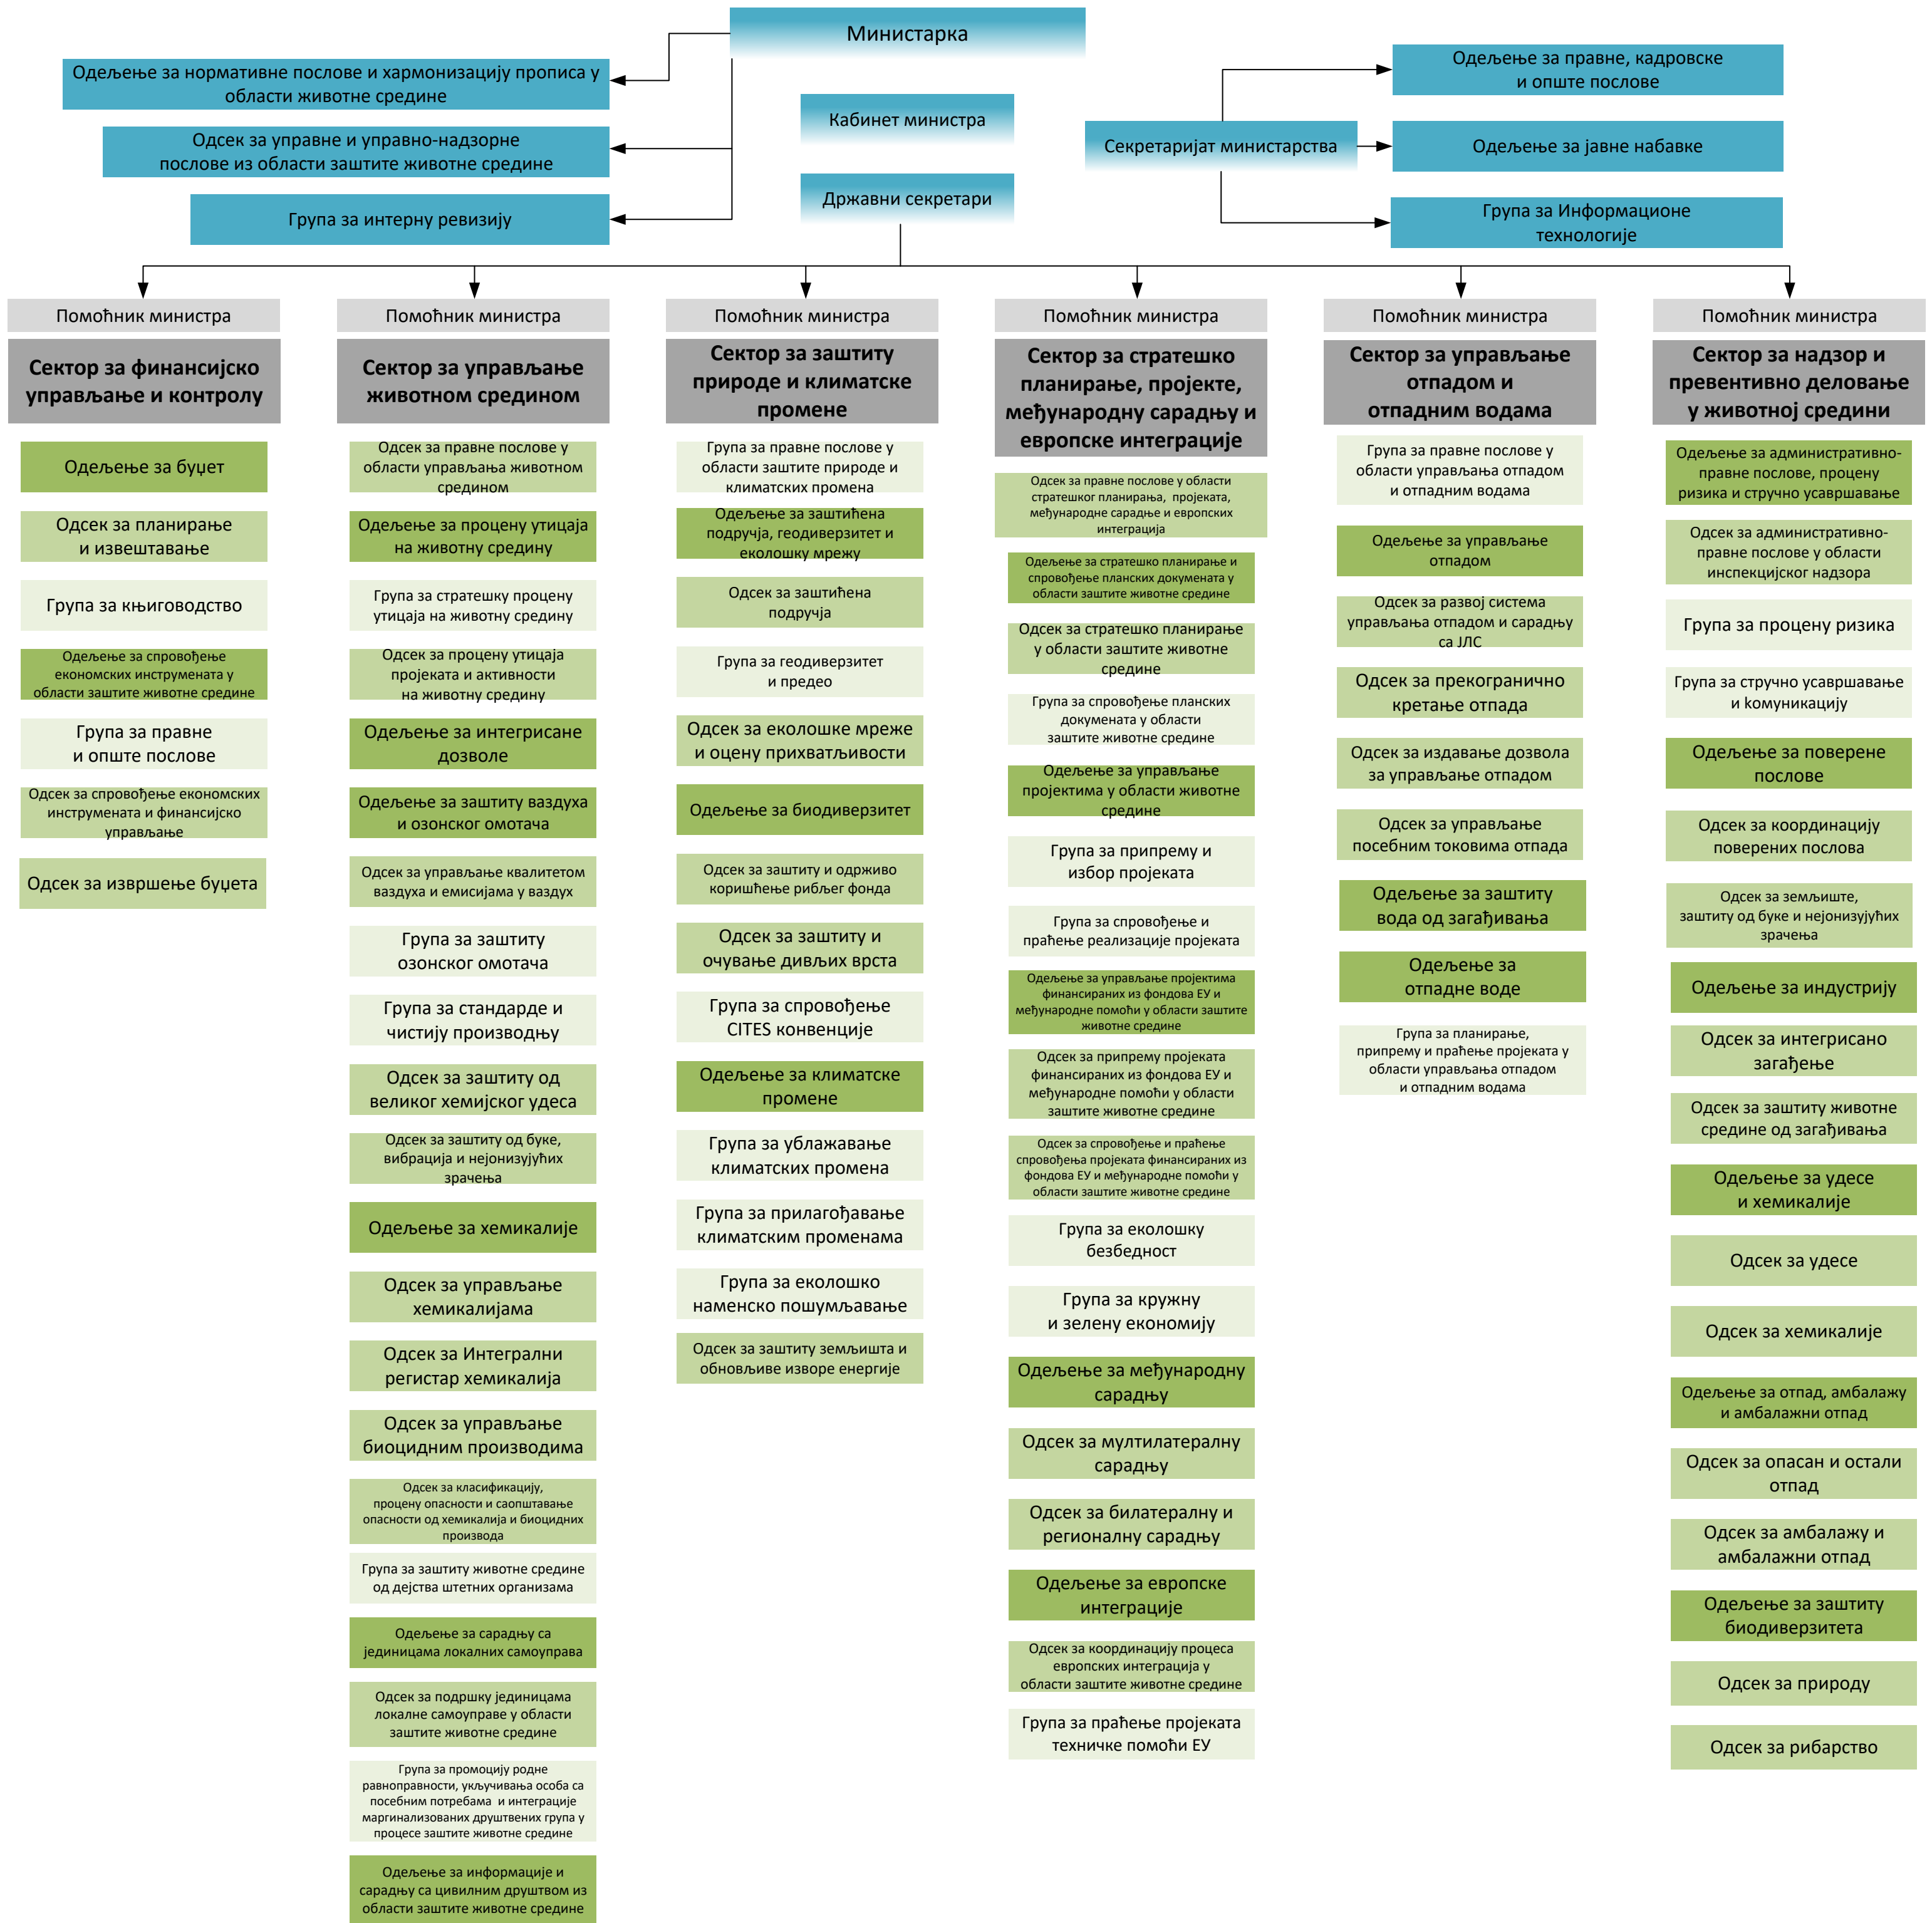 Министарка
Одељење за нормативне послове и хармонизацију прописа у
области животне средине
Одсек за управне и управно-надзорне
послове из области заштите животне средине
Група за интерну ревизију
Кабинет министра
Државни секретари
Секретаријат министарства
Одељење за правне, кадровске
и опште послове
Одељење за јавне набавке
Група за Информационе
технологије
Помоћник министра
Сектор за финансијско
управљање и контролу
Одељење за буџет
Одсек за планирање
и извештавање
Група за књиговодство
Одељење за спровођење
економских инструмената у
области заштите животне средине
Група за правне
и опште послове
Одсек за спровођење економских
инструмената и финансијско
управљање
Одсек за извршење буџета
Помоћник министра
Сектор за управљање
животном средином
Одсек за правне послове у
области управљања животном
средином
Одељење за процену утицаја
на животну средину
Група за стратешку процену
утицаја на животну средину
Одсек за процену утицаја
пројеката и активности
на животну средину
Одељење за интегрисане
дозволе
Одељење за заштиту ваздуха
и озонског омотача
Одсек за управљање квалитетом
ваздуха и емисијама у ваздух
Група за заштиту
озонског омотача
Група за стандарде и
чистију производњу
Одсек за заштиту од
великог хемијског удеса
Одсек за заштиту од буке,
вибрација и нејонизујућих
зрачења
Одељење за хемикалије
Одсек за управљање
хемикалијама
Одсек за Интегрални
регистар хемикалија
Одсек за управљање
биоцидним производима
Одсек за класификацију,
процену опасности и саопштавање
опасности од хемикалија и биоцидних
производа
Група за заштиту животне средине
од дејства штетних организама
Одељење за сарадњу са
јединицама локалних самоуправа
Одсек за подршку јединицама
локалне самоуправе у области
заштите животне средине
Група за промоцију родне
равноправности, укључивања особа са
посебним потребама  и интеграције
маргинализованих друштвених група у
процесе заштите животне средине
Одељење за информације и
сарадњу са цивилним друштвом из
области заштите животне средине
Помоћник министра
Сектор за заштиту
природе и климатске
промене
Група за правне послове у
области заштите природе и
климатских промена
Одељење за заштићена
подручја, геодиверзитет и
еколошку мрежу
Одсек за заштићена
подручја
Група за геодиверзитет
и предео
Одсек за еколошке мреже
и оцену прихватљивости
Одељење за биодиверзитет
Одсек за заштиту и одрживо
коришћење рибљег фонда
Одсек за заштиту и
очување дивљих врста
Група за спровођење
CITES конвенције
Одељење за климатске
промене
Група за ублажавање
климатских промена
Група за прилагођавање
климатским променама
Група за еколошко
наменско пошумљавање
Одсек за заштиту земљишта и
обновљиве изворе енергије
Помоћник министра
Сектор за стратешко
планирање, пројекте,
међународну сарадњу и
европске интеграције
Одсек за правне послове у области
стратешког планирања,  пројеката,
међународне сарадње и европских
интеграција
Одељење за стратешко планирање и
спровођење планских докумената у
области заштите животне средине
Одсек за стратешко планирање
у области заштите животне
средине
Група за спровођење планских
докумената у области
заштите животне средине
Одељење за управљање
пројектима у области животне
средине
Група за припрему и
избор пројеката
Група за спровођење и
праћење реализације пројеката
Одељење за управљање пројектима
финансираних из фондова ЕУ и
међународне помоћи у области заштите
животне средине
Одсек за припрему пројеката
финансираних из фондова ЕУ и
међународне помоћи у области
заштите животне средине
Одсек за спровођење и праћење
спровођења пројеката финансираних из
фондова ЕУ и међународне помоћи у
области заштите животне средине
Група за еколошку
безбедност
Група за кружну
и зелену економију
Одељење за међународну
сарадњу
Одсек за мултилатералну
сарадњу
Одсек за билатералну и
регионалну сарадњу
Одељење за европске
интеграције
Одсек за координацију процеса
европских интеграција у
области заштите животне средине
Група за праћење пројеката
техничке помоћи ЕУ
Помоћник министра
Сектор за управљање
отпадом и
отпадним водама
Група за правне послове у
области управљања отпадом
и отпадним водама
Одељење за управљање
отпадом
Одсек за развој система
управљања отпадом и сарадњу
са ЈЛС
Одсек за прекогранично
кретање отпада
Одсек за издавање дозвола
за управљање отпадом
Одсек за управљање
посебним токовима отпада
Одељење за заштиту
вода од загађивања
Одељење за
отпадне воде
Група за планирање,
припрему и праћење пројеката у
области управљања отпадом
и отпадним водама
Помоћник министра
Сектор за надзор и
превентивно деловање
у животној средини
Одељење за административно-
правне послове, процену
ризика и стручно усавршавање
Одсек за административно-
правне послове у области
инспекцијског надзора
Група за процену ризика
Група за стручно усавршавање
и комуникацију
Одељење за поверене
послове
Одсек за координацију
поверених послова
Одсек за земљиште,
заштиту од буке и нејонизујућих
зрачења
Одељење за индустрију
Одсек за интегрисано
загађење
Одсек за заштиту животне
средине од загађивања
Одељење за удесе
и хемикалије
Одсек за удесе
Одсек за хемикалије
Одељење за отпад, амбалажу
и амбалажни отпад
Одсек за опасан и остали
отпад
Одсек за амбалажу и
амбалажни отпад
Одељење за заштиту
биодиверзитета
Одсек за природу
Одсек за рибарство